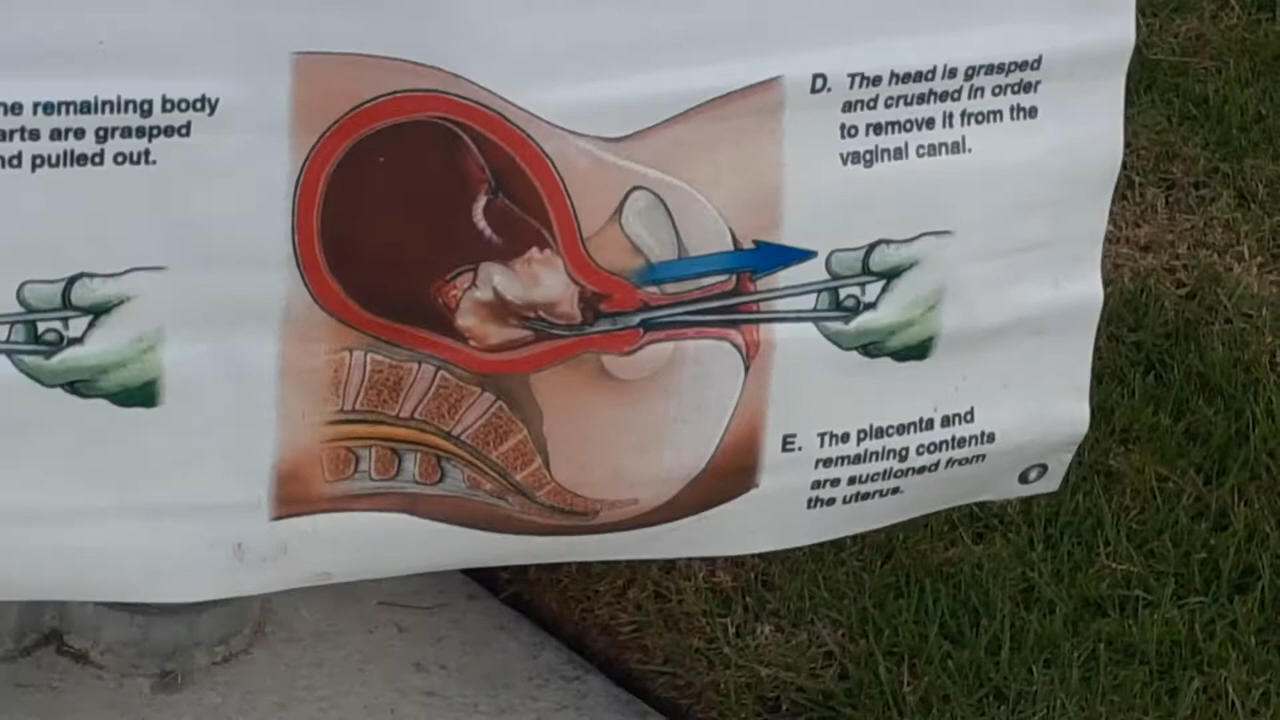 he remaining body
arts are grasped
nd pulled out.
D. The head is grasped
and crushed in order
to remove it from the
vaginal canal.
E. The placenta and
remaining contents
are suctioned from
the uterus.